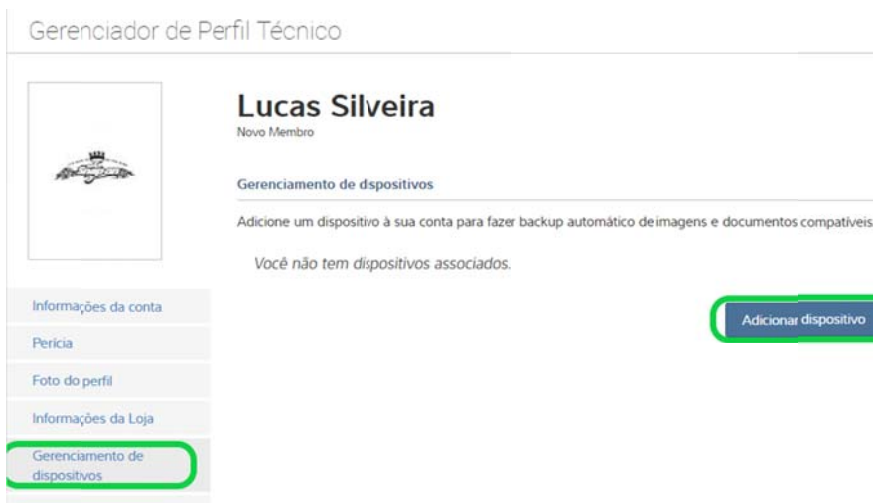 Gerenciador de Perfil Técnico
Lucas Silveira
Novo Membro
Gerenciamento de dspositivos
Adicione um dispositivo à sua conta para fazer backup automático de imagens e documentos compatíveis
Você não tem dispositivos associados.
Adicionar dispositivo
Informações da conta
Perícia
Foto do perfil
Informações da Loja
Gerenciamento de
dispositivos